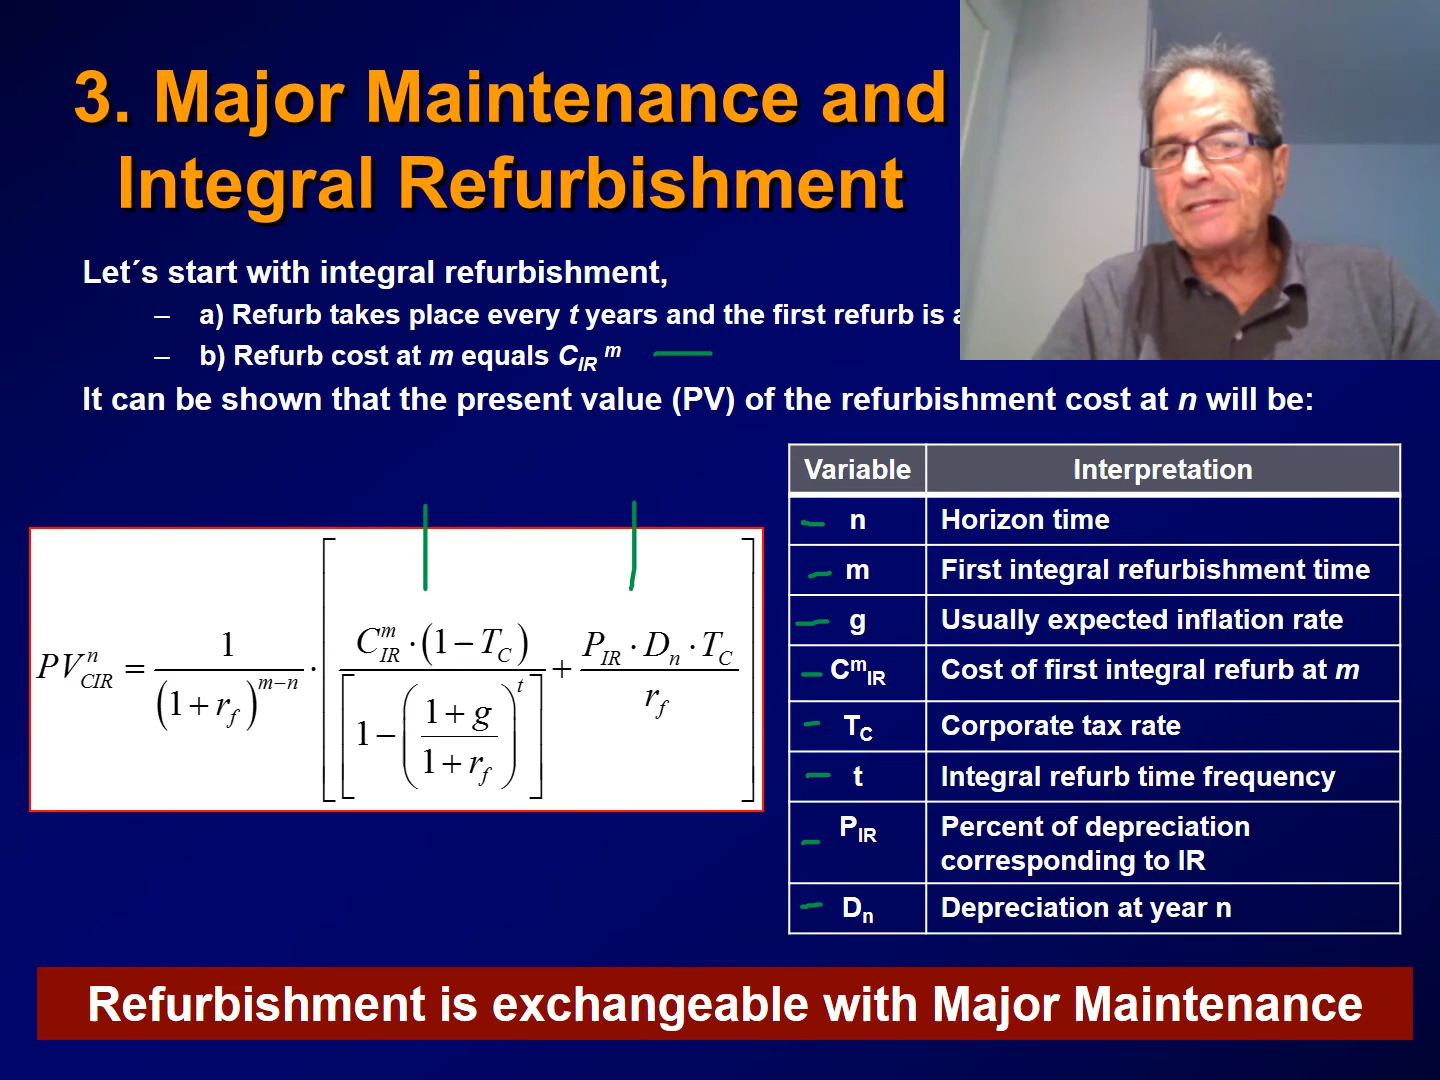 3. Major Maintenance and
Integral Refurbishment
Let´s start with integral refurbishment,
– a) Refurb takes place every t years and the first refurb is
– b) Refurb cost at m equals C_IR^m
It can be shown that the present value (PV) of the refurbishment cost at n will be:
PV_CIR^n = 1/(1+r_f)^(m−n) · [ C_IR^m · (1−T_C) / [1 − ((1+g)/(1+r_f))^t] + P_IR · D_n · T_C / r_f ]
Variable Interpretation
n Horizon time
m First integral refurbishment time
g Usually expected inflation rate
C^m_IR Cost of first integral refurb at m
T_C Corporate tax rate
t Integral refurb time frequency
P_IR Percent of depreciation
corresponding to IR
D_n Depreciation at year n
Refurbishment is exchangeable with Major Maintenance